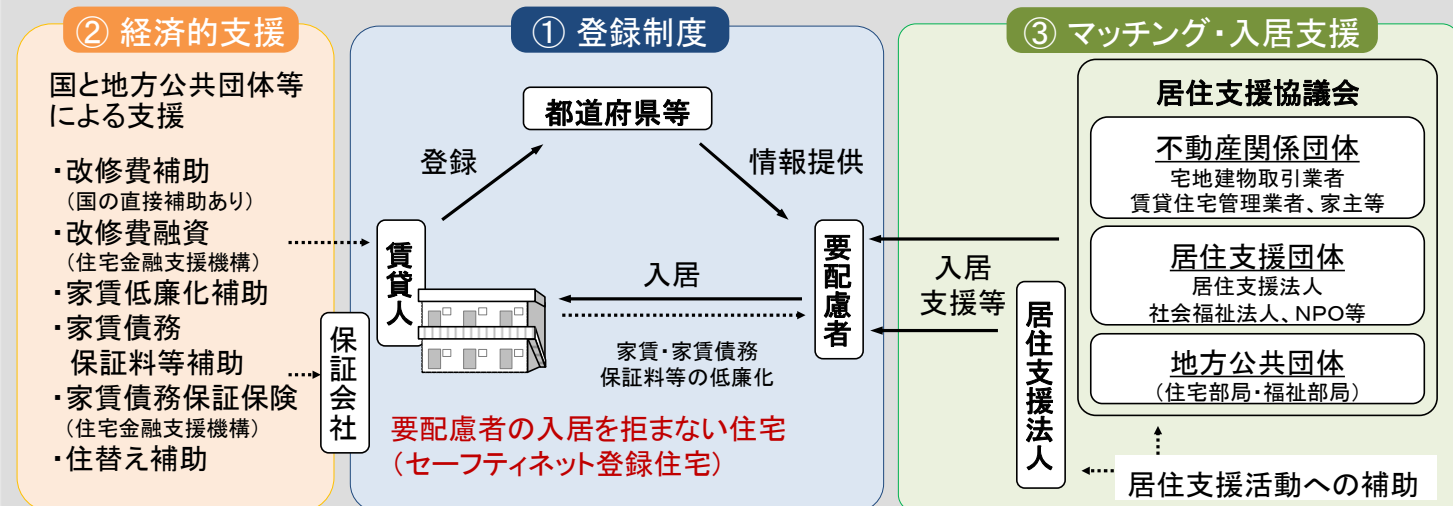 ② 経済的支援
国と地方公共団体等
による支援
・改修費補助
（国の直接補助あり）
・改修費融資
（住宅金融支援機構）
・家賃低廉化補助
・家賃債務
保証料等補助
・家賃債務保証保険
（住宅金融支援機構）
・住替え補助
保証会社
① 登録制度
都道府県等
登録
情報提供
賃貸人
要配慮者
入居
家賃・家賃債務
保証料等の低廉化
要配慮者の入居を拒まない住宅
（セーフティネット登録住宅）
③ マッチング・入居支援
居住支援協議会
不動産関係団体
宅地建物取引業者
賃貸住宅管理業者、家主等
居住支援団体
居住支援法人
社会福祉法人、NPO等
地方公共団体
（住宅部局・福祉部局）
入居
支援等
居住支援法人
居住支援活動への補助